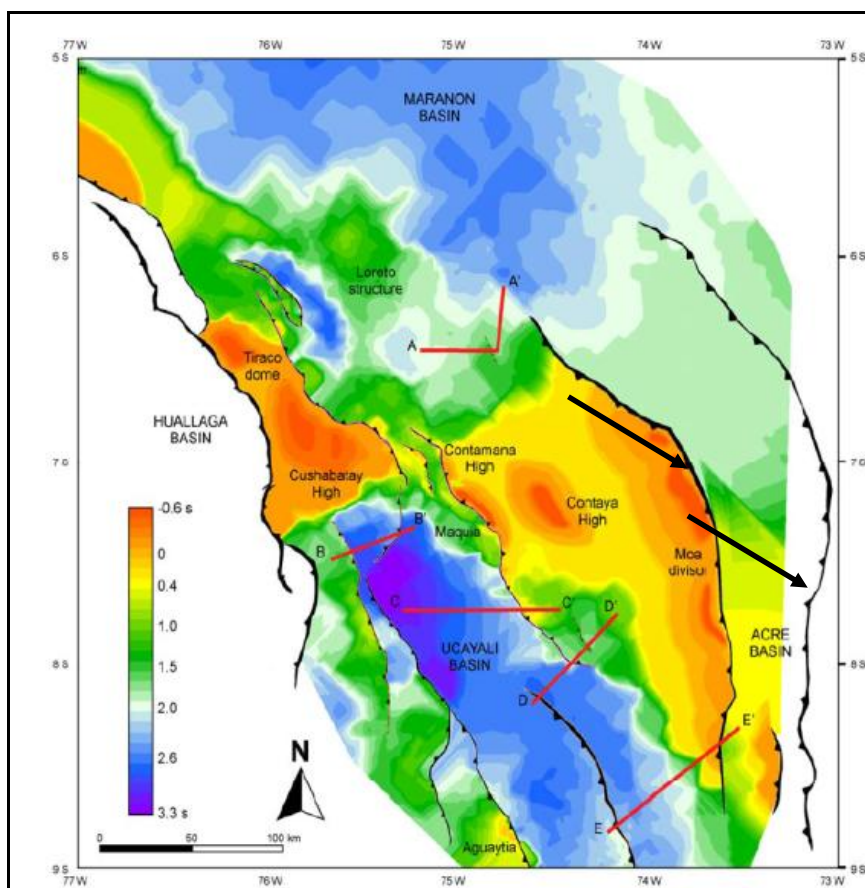 77W
76W
75W
74W
73W
5S
5S
MARANON
BASIN
6S
6S
Loreto
structure
A'
A
Tiraco
dome
HUALLAGA
BASIN
7S
7S
Contamana
High
Cushabatay
High
Contaya
High
-0.6 s
0
0.4
1.0
1.5
2.0
2.6
3.3 s
B'
B
Maquia
Moa
divisor
C
C'
D'
UCAYALI
BASIN
ACRE
BASIN
8S
8S
D
E'
N
0
50
100 km
E
Aguaytia
9S
9S
77W
76W
75W
74W
73W